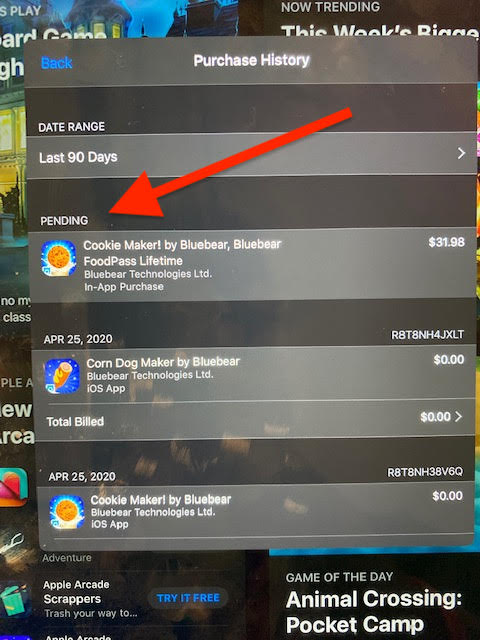 S PLAY
NOW TRENDING
ard Gam
This Week's Bigge
gh
Back
Purchase History
DATE RANGE
Last 90 Days
PENDING
Cookie Maker! by Bluebear, Bluebear
$31.98
FoodPass Lifetime
Bluebear Technologies Ltd.
In-App Purchase
no my
class
APR 25, 2020
R8T8NH4JXLT
Corn Dog Maker by Bluebear
$0.00
Bluebear Technologies Ltd.
iOS App
PLE A
ew
Total Billed
$0.00
Arca
APR 25, 2020
R8T8NH38V6Q
Cookie Maker! by Bluebear
$0.00
Bluebear Technologies Ltd.
iOS App
Adventure
Apple Arcade
Scrappers
Trash your way to...
TRY IT FREE
Apple Arcade
GAME OF THE DAY
Animal Crossing:
Pocket Camp